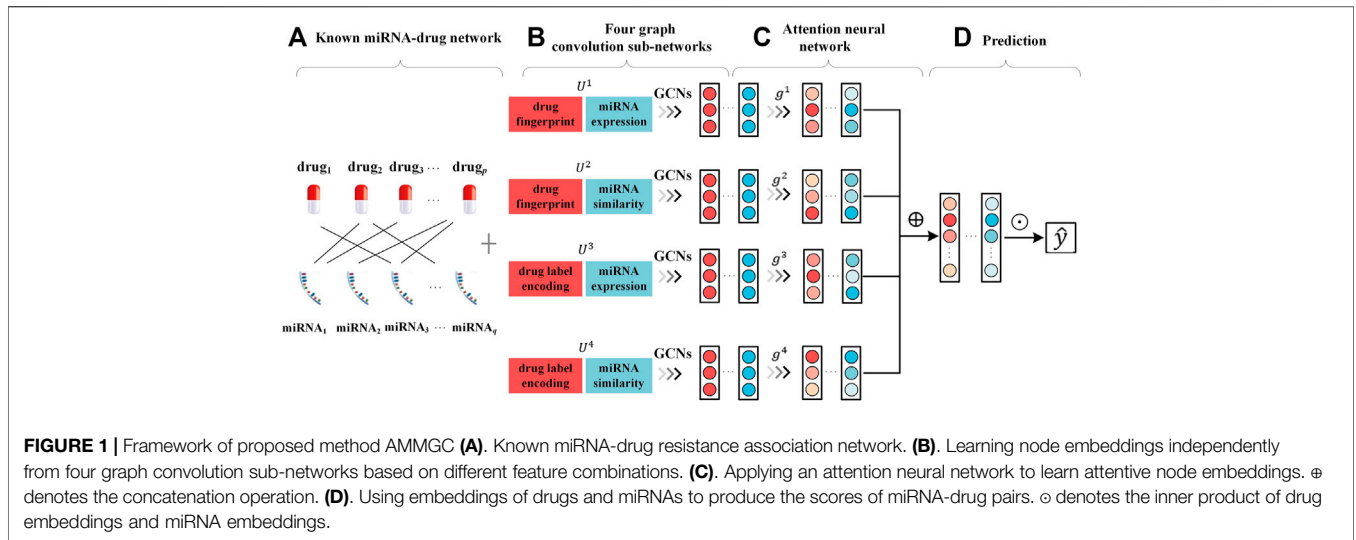 A Known miRNA-drug network
B Four graph convolution sub-networks
C Attention neural network
D Prediction
U¹
drug fingerprint
miRNA expression
GCNs
g¹
drug₁ drug₂ drug₃ ... drugₚ
U²
drug fingerprint
miRNA similarity
GCNs
g²
+
⊕
⊙
ŷ
U³
drug label encoding
miRNA expression
GCNs
g³
miRNA₁ miRNA₂ miRNA₃ ... miRNA_q
U⁴
drug label encoding
miRNA similarity
GCNs
g⁴
FIGURE 1 | Framework of proposed method AMMGC (A). Known miRNA-drug resistance association network. (B). Learning node embeddings independently
from four graph convolution sub-networks based on different feature combinations. (C). Applying an attention neural network to learn attentive node embeddings. ⊕
denotes the concatenation operation. (D). Using embeddings of drugs and miRNAs to produce the scores of miRNA-drug pairs. ⊙ denotes the inner product of drug
embeddings and miRNA embeddings.